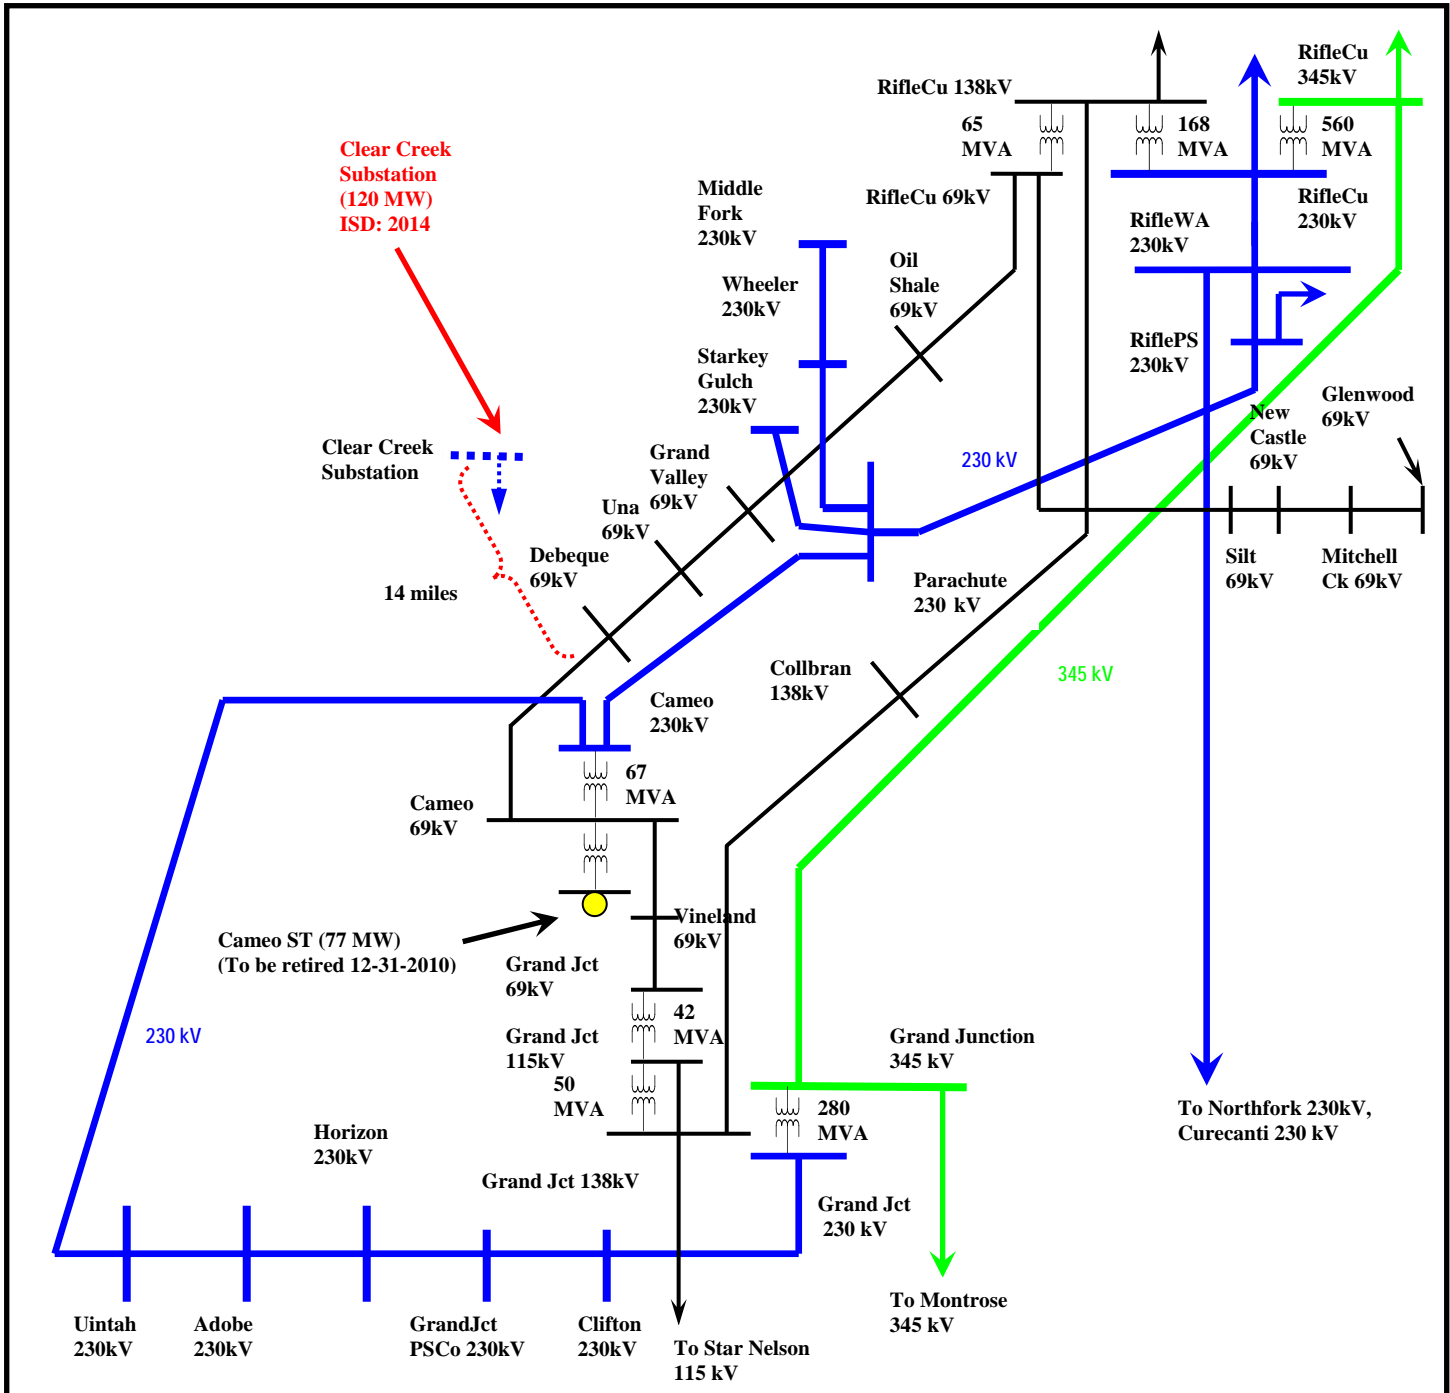 RifleCu
345kV
RifleCu 138kV
65
MVA
168
MVA
560
MVA
Clear Creek
Substation
(120 MW)
ISD: 2014
Middle
Fork
230kV
RifleCu 69kV
RifleCu
230kV
RifleWA
230kV
Oil
Shale
69kV
Wheeler
230kV
RiflePS
230kV
Starkey
Gulch
230kV
Glenwood
69kV
New
Castle
69kV
Clear Creek
Substation
Grand
Valley
69kV
230 kV
Una
69kV
Debeque
69kV
Silt
69kV
Mitchell
Ck 69kV
14 miles
Parachute
230 kV
Collbran
138kV
345 kV
Cameo
230kV
67
MVA
Cameo
69kV
Vineland
69kV
Cameo ST (77 MW)
(To be retired 12-31-2010)
Grand Jct
69kV
42
MVA
230 kV
Grand Jct
115kV
50
MVA
Grand Junction
345 kV
280
MVA
To Northfork 230kV,
Curecanti 230 kV
Horizon
230kV
Grand Jct 138kV
Grand Jct
230 kV
Uintah
230kV
Adobe
230kV
GrandJct
PSCo 230kV
Clifton
230kV
To Star Nelson
115 kV
To Montrose
345 kV